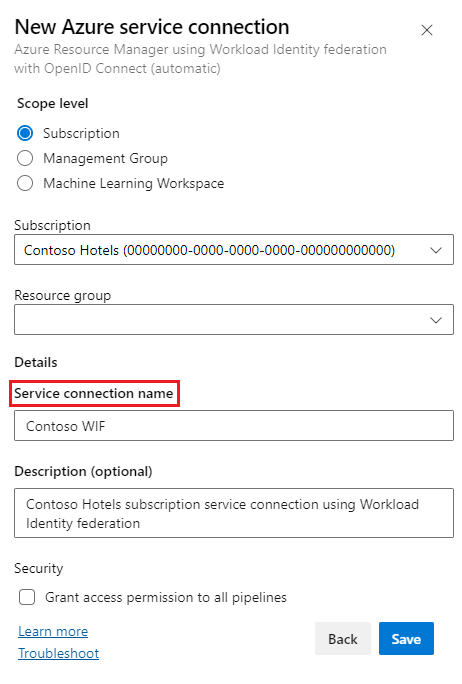 New Azure service connection
Azure Resource Manager using Workload Identity federation
with OpenID Connect (automatic)
Scope level
Subscription
Management Group
Machine Learning Workspace
Subscription
Contoso Hotels (00000000-0000-0000-0000-000000000000)
Resource group
Details
Service connection name
Contoso WIF
Description (optional)
Contoso Hotels subscription service connection using Workload
Identity federation
Security
Grant access permission to all pipelines
Learn more
Troubleshoot
Back
Save